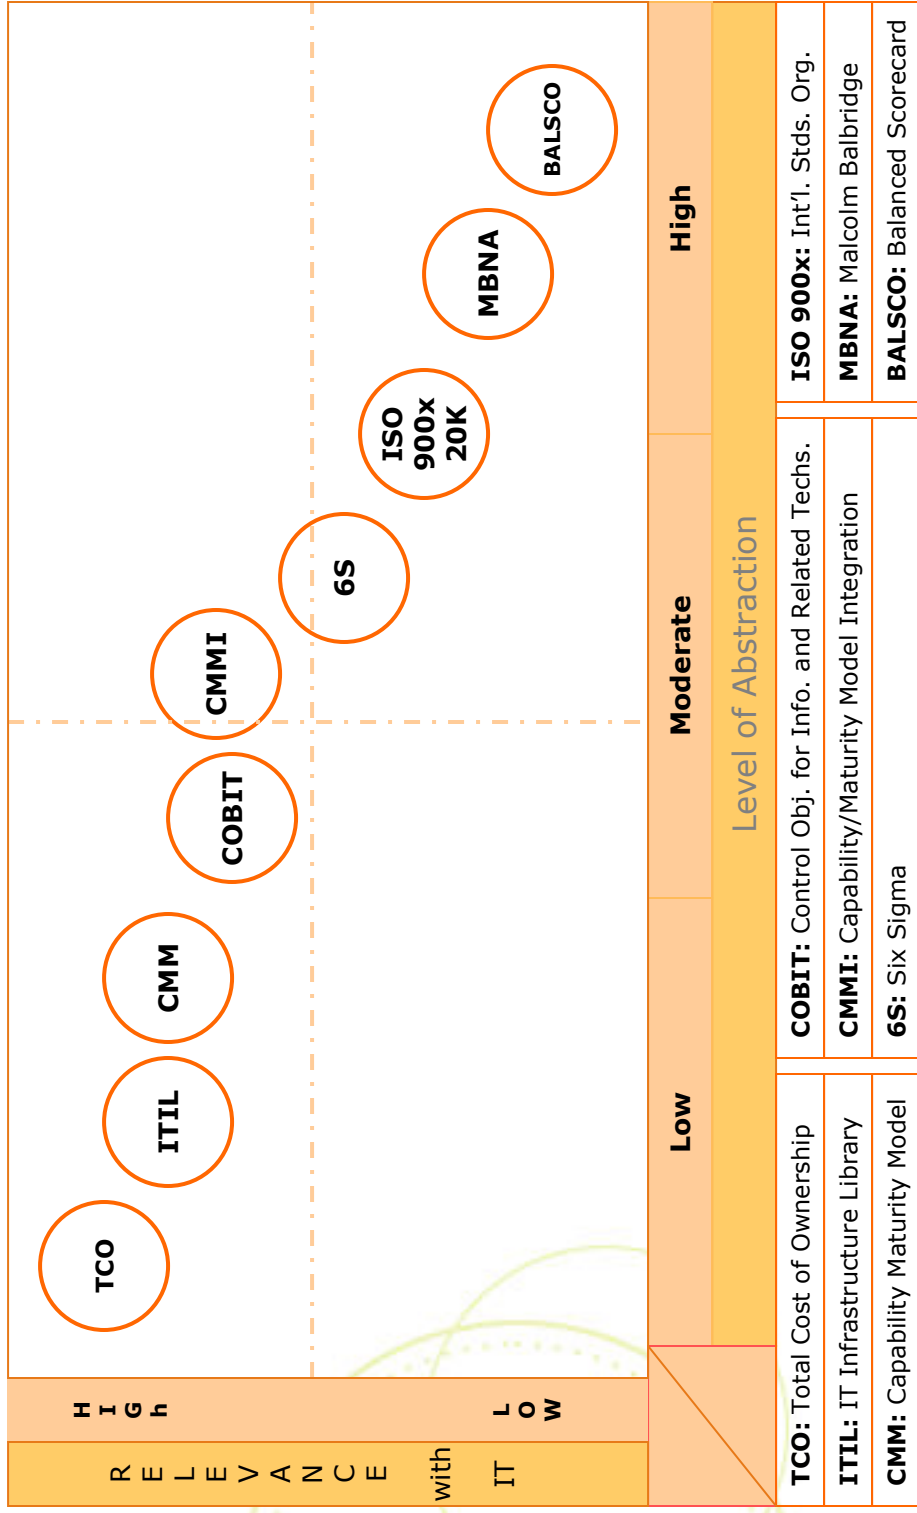 R
E
L
E
V
A
N
C
E
with
IT
H
I
G
h
L
O
W
TCO
ITIL
CMM
COBIT
CMMI
6S
ISO
900x
20K
MBNA
BALSCO
Low
Moderate
High
Level of Abstraction
TCO: Total Cost of Ownership
ITIL: IT Infrastructure Library
CMM: Capability Maturity Model
COBIT: Control Obj. for Info. and Related Techs.
CMMI: Capability/Maturity Model Integration
6S: Six Sigma
ISO 900x: Int'l. Stds. Org.
MBNA: Malcolm Balbridge
BALSCO: Balanced Scorecard